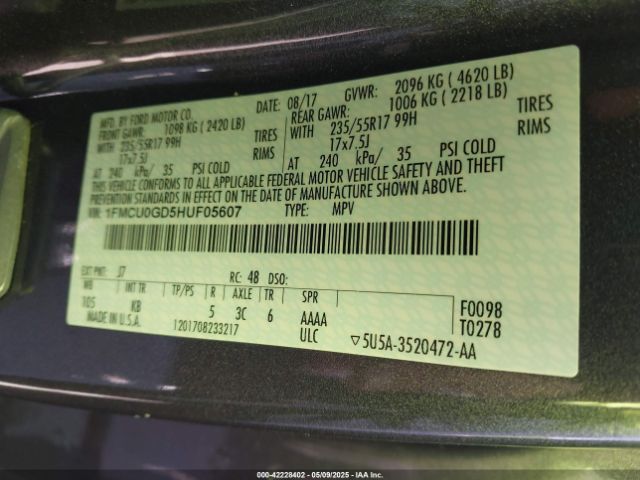 MFD. BY FORD MOTOR CO.
DATE: 08/17
GVWR: 2096 KG ( 4620 LB)
FRONT GAWR: 1098 KG ( 2420 LB)
REAR GAWR: 1006 KG ( 2218 LB)
WITH 235/55R17 99H TIRES
WITH 235/55R17 99H TIRES
17x7.5J RIMS
17x7.5J RIMS
AT 240 kPa/ 35 PSI COLD
AT 240 kPa/ 35 PSI COLD
THIS VEHICLE CONFORMS TO ALL APPLICABLE FEDERAL MOTOR VEHICLE SAFETY AND THEFT
PREVENTION STANDARDS IN EFFECT ON THE DATE OF MANUFACTURE SHOWN ABOVE.
VIN: 1FMCU0GD5HUF05607
TYPE: MPV
EXT PNT: J7 RC: 48 DSO:
WB INT TR TP/PS R AXLE TR SPR
105 KB 5 3C 6 AAAA
F0098
T0278
MADE IN U.S.A. 1201708233217 ULC
▽5U5A-3520472-AA
000-42228402 - 05/09/2025 - IAA Inc.